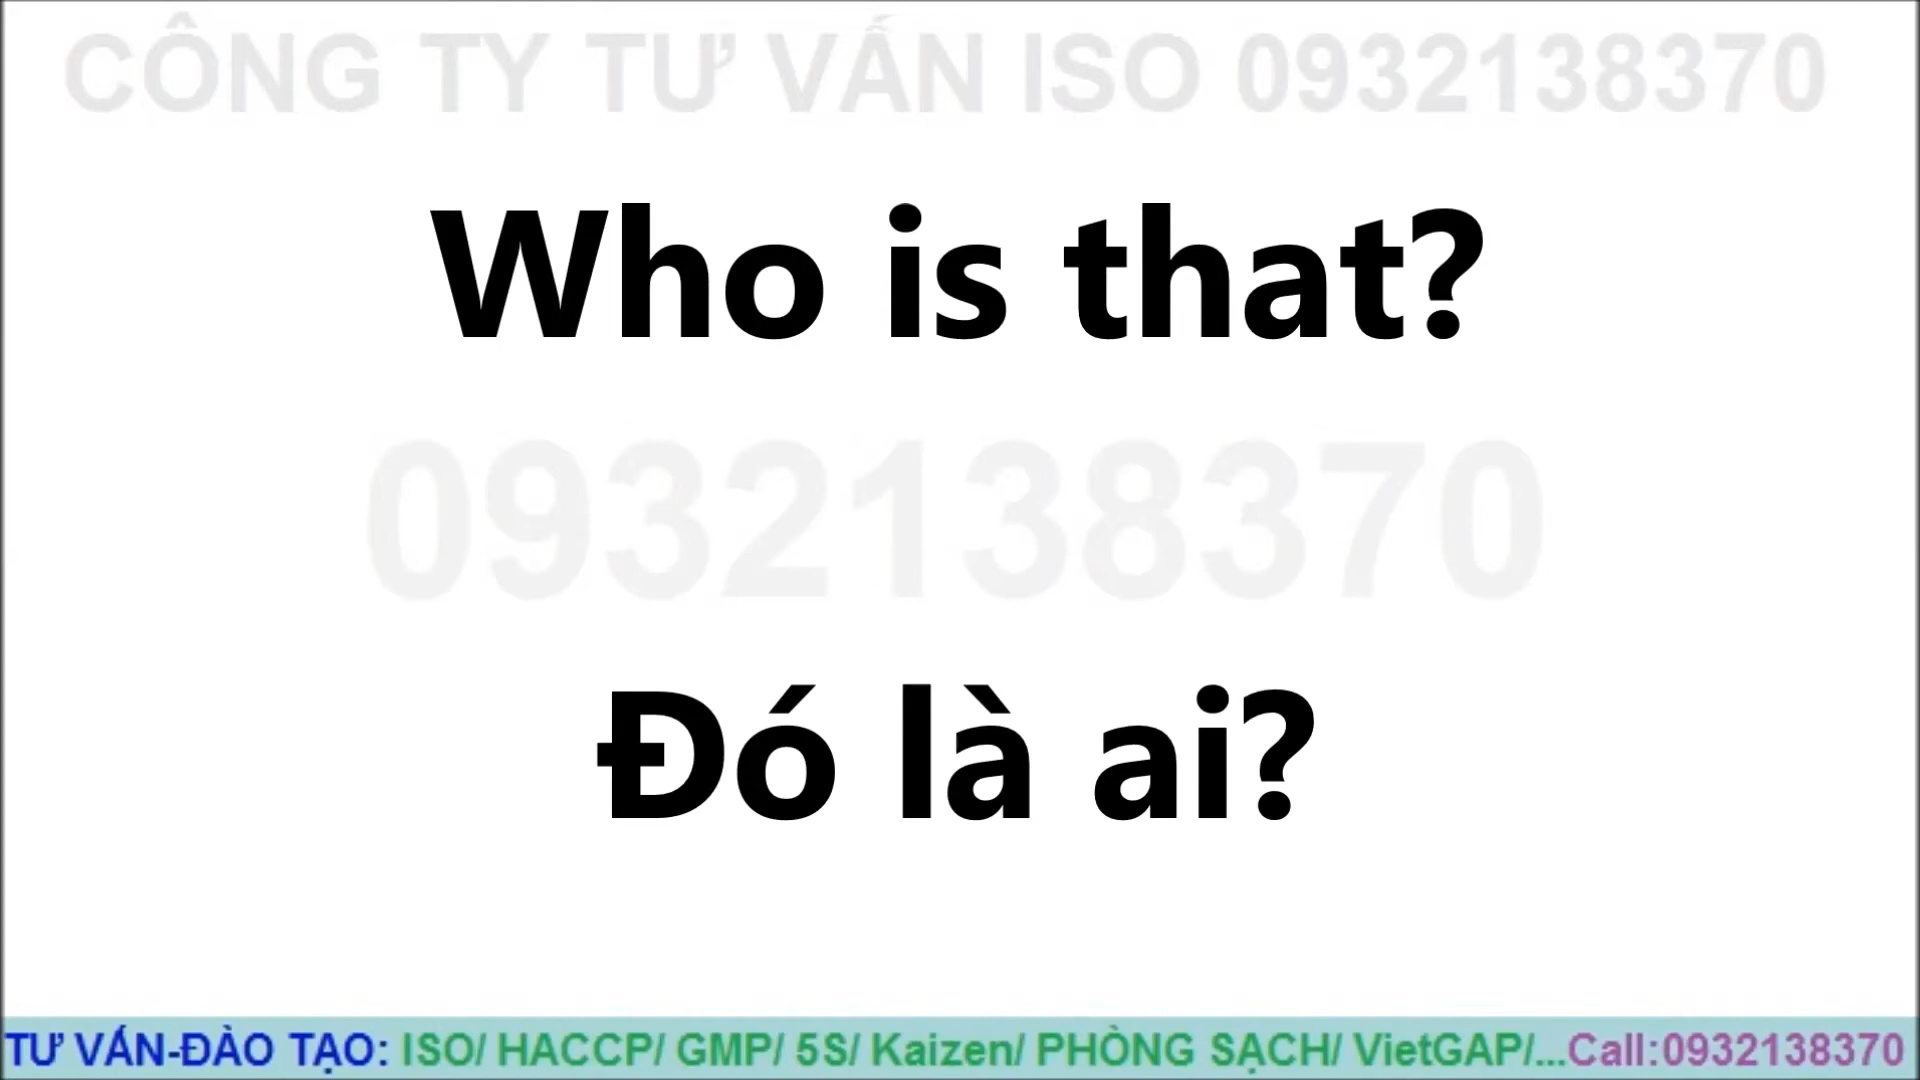 CÔNG TY TƯ VẤN ISO 0932138370
Who is that?
0932138370
Đó là ai?
TƯ VẤN-ĐÀO TẠO: ISO/ HACCP/ GMP/ 5S/ Kaizen/ PHÒNG SẠCH/ VietGAP/...Call:0932138370